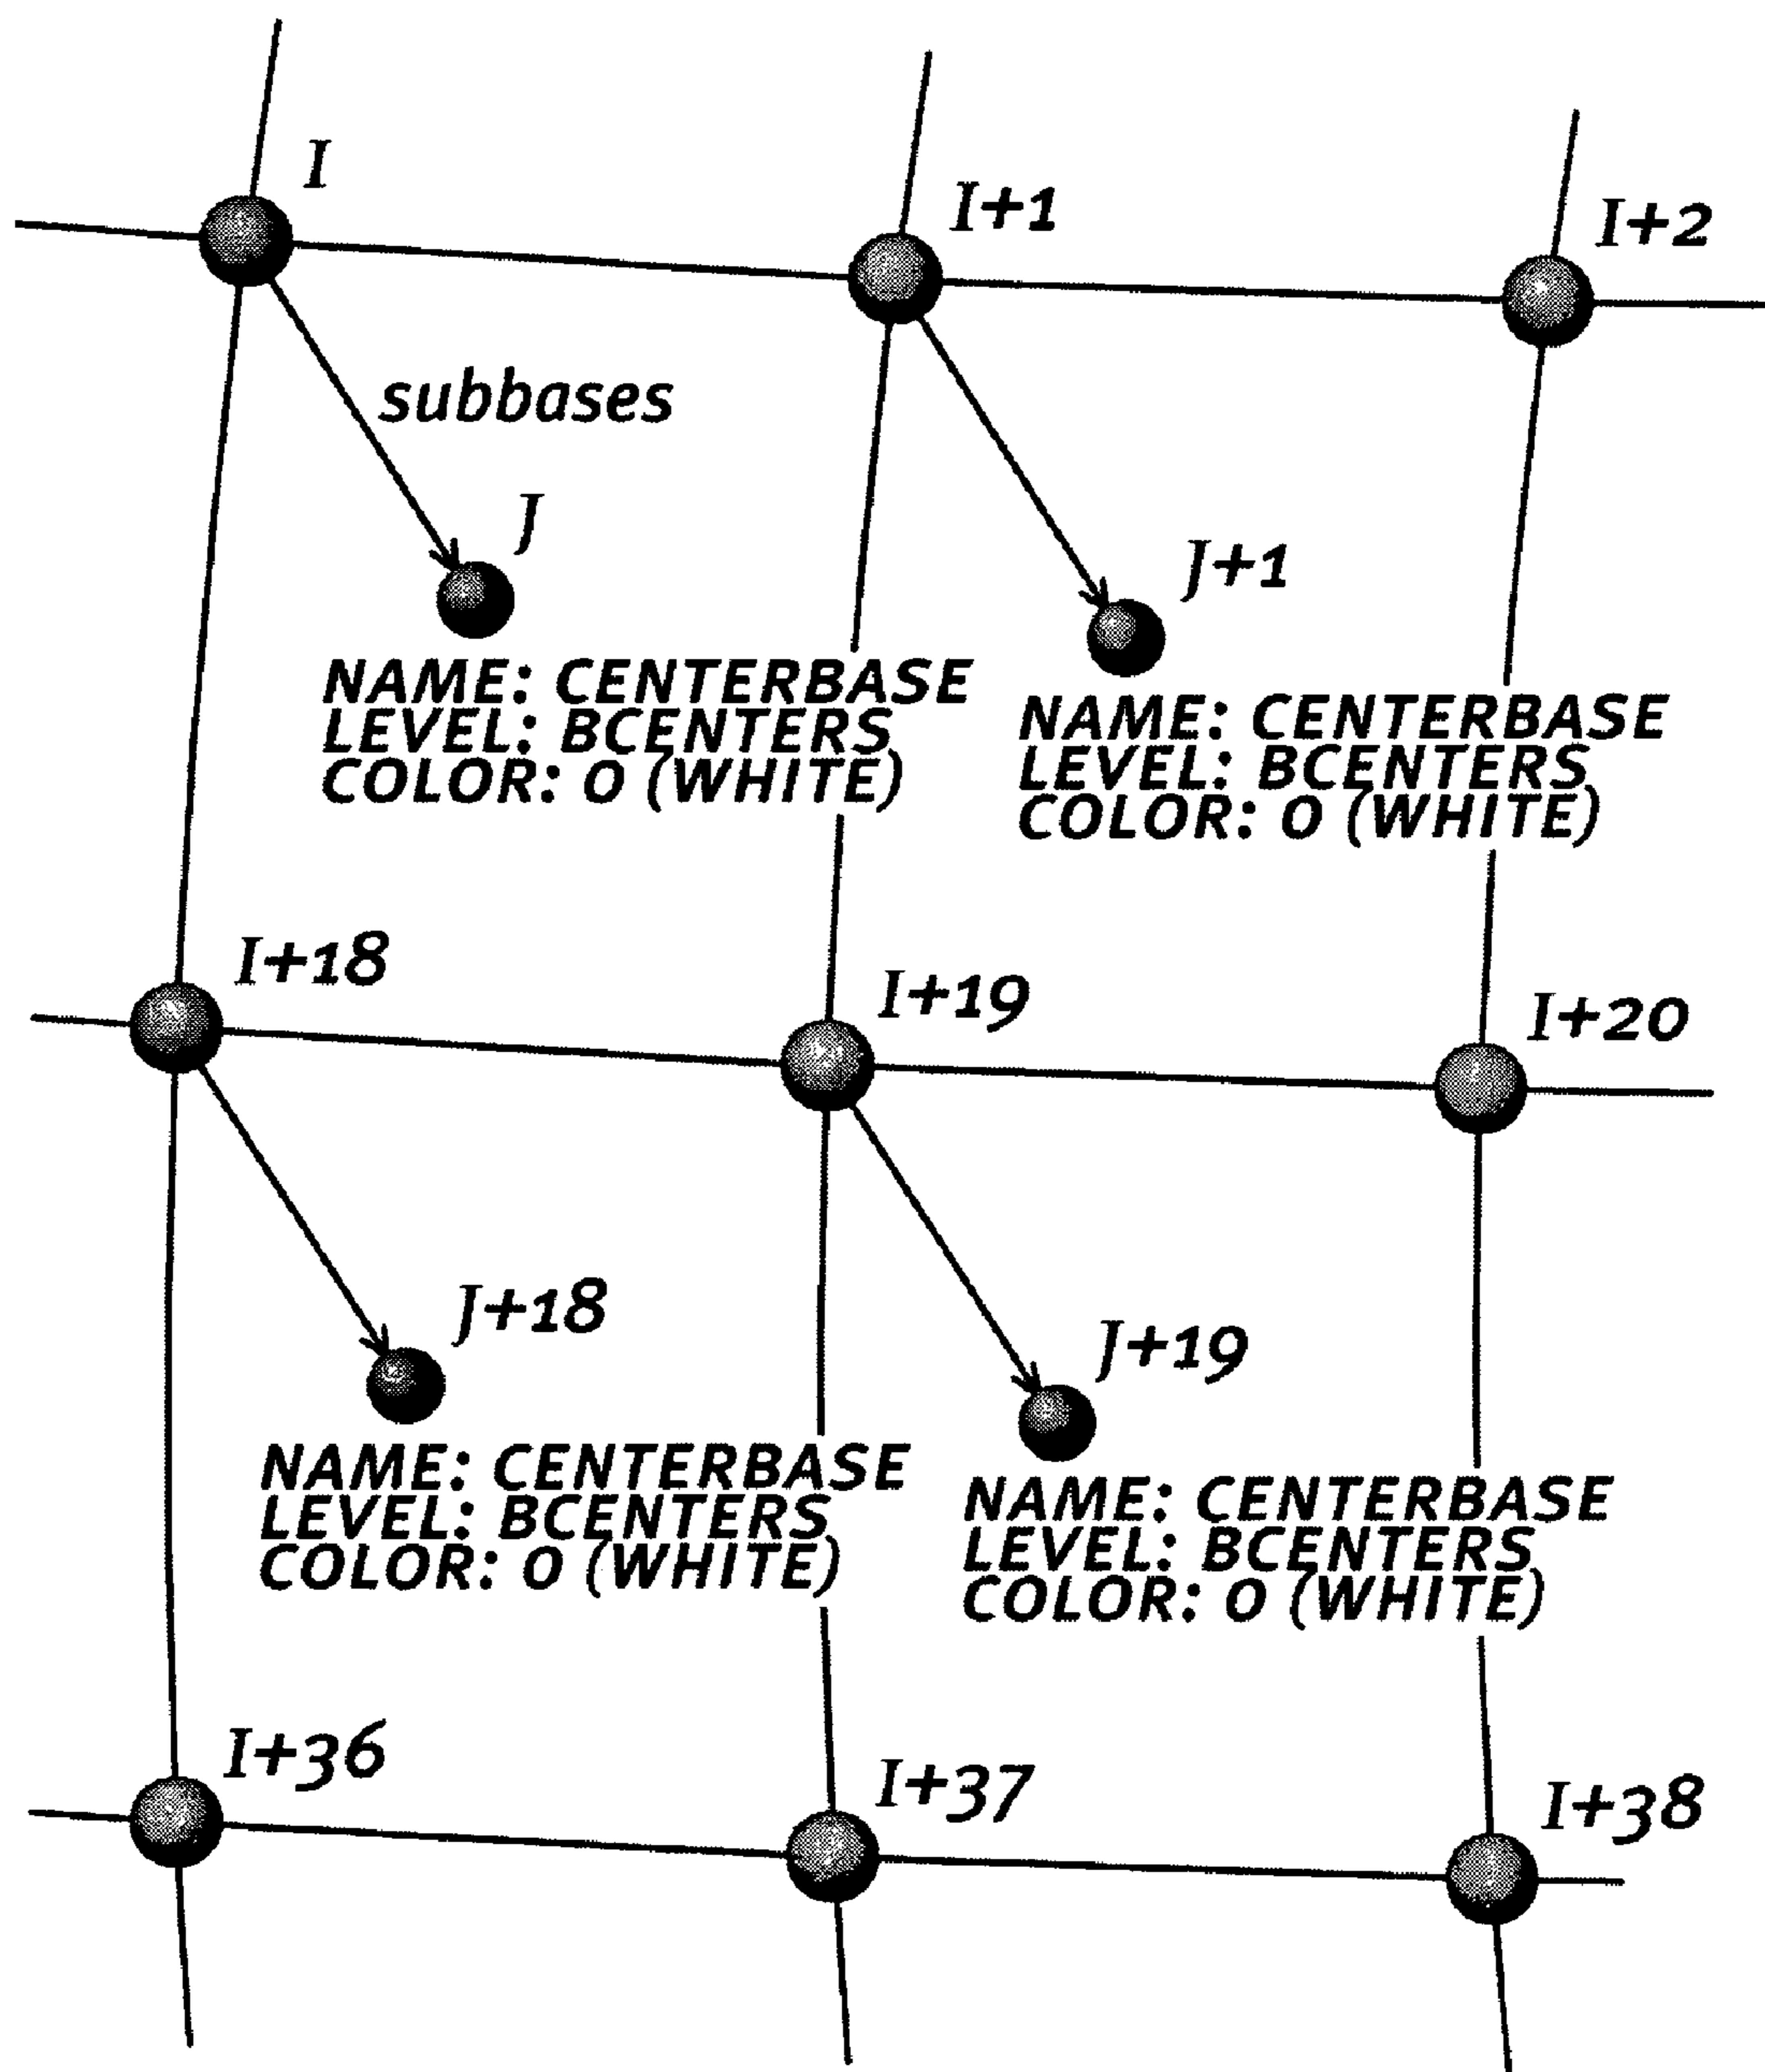 I
I+1
I+2
subbases
J
J+1
NAME: CENTERBASE
LEVEL: BCENTERS
COLOR: 0 (WHITE)
NAME: CENTERBASE
LEVEL: BCENTERS
COLOR: 0 (WHITE)
I+18
I+19
I+20
J+18
J+19
NAME: CENTERBASE
LEVEL: BCENTERS
COLOR: 0 (WHITE)
NAME: CENTERBASE
LEVEL: BCENTERS
COLOR: 0 (WHITE)
I+36
I+37
I+38